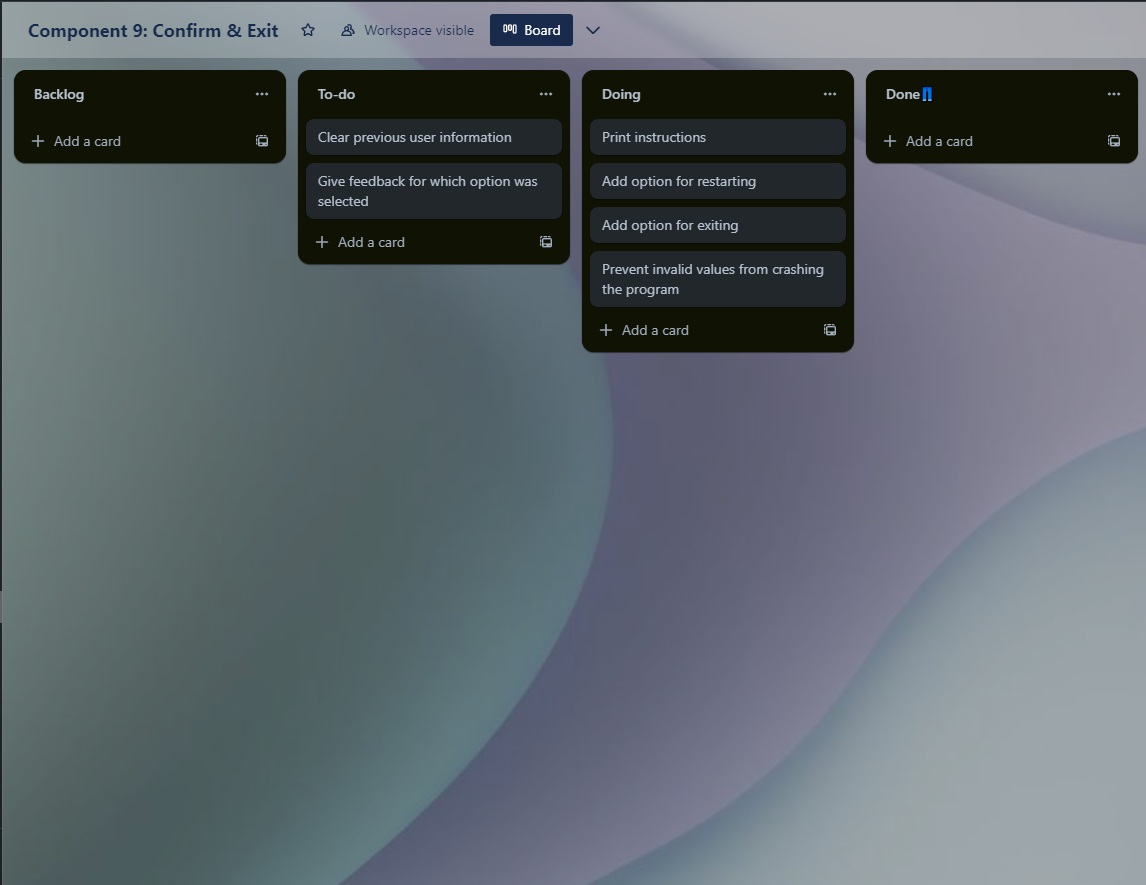 Component 9: Confirm & Exit
Workspace visible
Board
Backlog
Add a card
To-do
Clear previous user information
Give feedback for which option was
selected
Add a card
Doing
Print instructions
Add option for restarting
Add option for exiting
Prevent invalid values from crashing
the program
Add a card
Done👖
Add a card